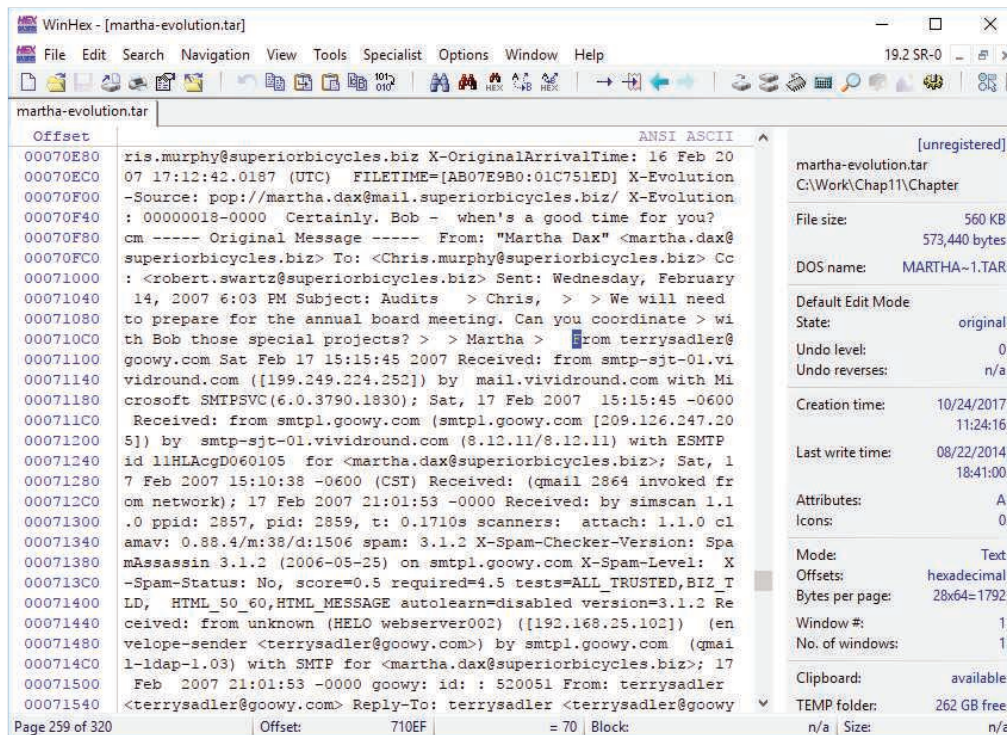 WinHex - [martha-evolution.tar]
File Edit Search Navigation View Tools Specialist Options Window Help 19.2 SR-0
martha-evolution.tar
Offset ANSI ASCII
00070E80 ris.murphy@superiorbicycles.biz X-OriginalArrivalTime: 16 Feb 20
00070EC0 07 17:12:42.0187 (UTC) FILETIME=[AB07E9B0:01C751ED] X-Evolution
00070F00 -Source: pop://martha.dax@mail.superiorbicycles.biz/ X-Evolution
00070F40 : 00000018-0000 Certainly. Bob - when's a good time for you?
00070F80 cm ----- Original Message ----- From: "Martha Dax" <martha.dax@
00070FC0 superiorbicycles.biz> To: <Chris.murphy@superiorbicycles.biz> Cc
00071000 : <robert.swartz@superiorbicycles.biz> Sent: Wednesday, February
00071040 14, 2007 6:03 PM Subject: Audits > Chris, > > We will need
00071080 to prepare for the annual board meeting. Can you coordinate > wi
000710C0 th Bob those special projects? > > Martha > From terrysadler@
00071100 goowy.com Sat Feb 17 15:15:45 2007 Received: from smtp-sjt-01.vi
00071140 vidround.com ([199.249.224.252]) by mail.vividround.com with Mi
00071180 crosoft SMTPSVC(6.0.3790.1830); Sat, 17 Feb 2007 15:15:45 -0600
000711C0 Received: from smtp1.goowy.com (smtp1.goowy.com [209.126.247.20
00071200 5]) by smtp-sjt-01.vividround.com (8.12.11/8.12.11) with ESMTP
00071240 id l1HLAcgD060105 for <martha.dax@superiorbicycles.biz>; Sat, 1
00071280 7 Feb 2007 15:10:38 -0600 (CST) Received: (qmail 2864 invoked fr
000712C0 om network); 17 Feb 2007 21:01:53 -0000 Received: by simscan 1.1
00071300 .0 ppid: 2857, pid: 2859, t: 0.1710s scanners: attach: 1.1.0 cl
00071340 amav: 0.88.4/m:38/d:1506 spam: 3.1.2 X-Spam-Checker-Version: Spa
00071380 mAssassin 3.1.2 (2006-05-25) on smtp1.goowy.com X-Spam-Level: X
000713C0 -Spam-Status: No, score=0.5 required=4.5 tests=ALL_TRUSTED,BIZ_T
00071400 LD, HTML_50_60,HTML_MESSAGE autolearn=disabled version=3.1.2 Re
00071440 ceived: from unknown (HELO webserver002) ([192.168.25.102]) (en
00071480 velope-sender <terrysadler@goowy.com>) by smtp1.goowy.com (qmai
000714C0 l-ldap-1.03) with SMTP for <martha.dax@superiorbicycles.biz>; 17
00071500 Feb 2007 21:01:53 -0000 goowy: id: : 520051 From: terrysadler
00071540 <terrysadler@goowy.com> Reply-To: terrysadler <terrysadler@goowy
[unregistered]
martha-evolution.tar
C:\Work\Chap11\Chapter
File size: 560 KB
573,440 bytes
DOS name: MARTHA~1.TAR
Default Edit Mode
State: original
Undo level: 0
Undo reverses: n/a
Creation time: 10/24/2017
11:24:16
Last write time: 08/22/2014
18:41:00
Attributes: A
Icons: 0
Mode: Text
Offsets: hexadecimal
Bytes per page: 28x64=1792
Window #: 1
No. of windows: 1
Clipboard: available
TEMP folder: 262 GB free
Page 259 of 320 Offset: 710EF = 70 Block: n/a Size: n/a